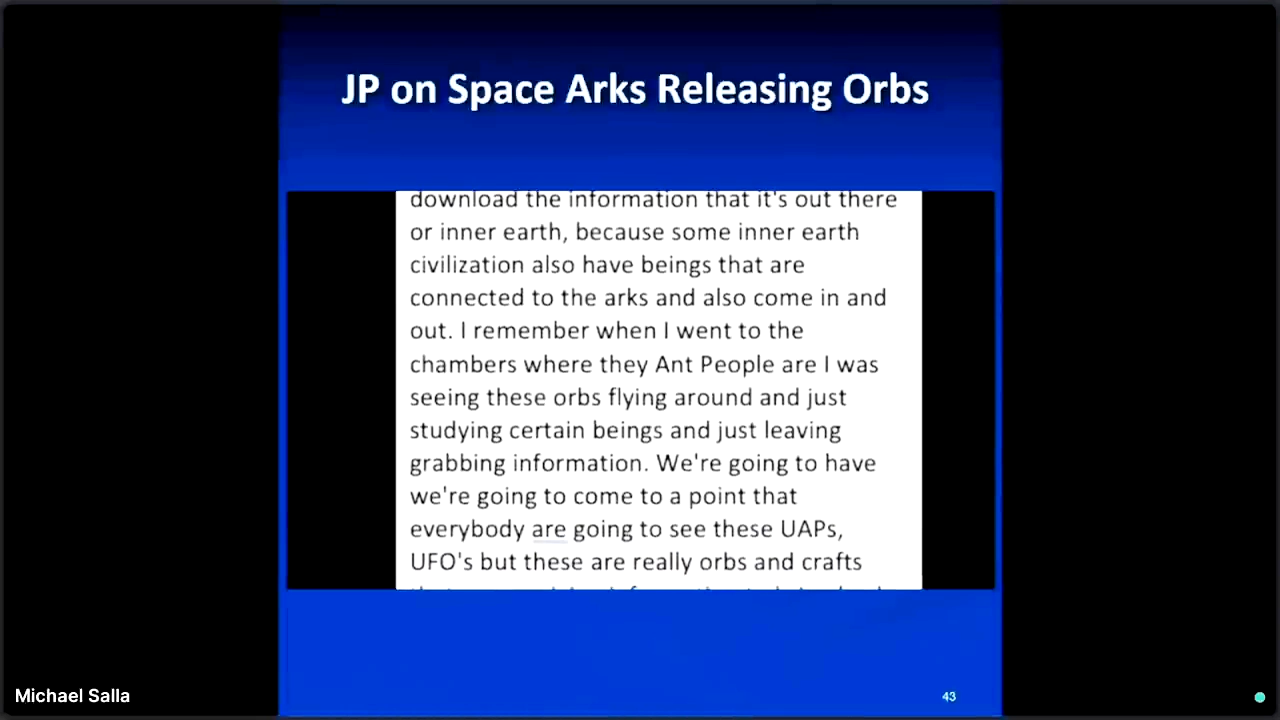 JP on Space Arks Releasing Orbs
download the information that it's out there
or inner earth, because some inner earth
civilization also have beings that are
connected to the arks and also come in and
out. I remember when I went to the
chambers where they Ant People are I was
seeing these orbs flying around and just
studying certain beings and just leaving
grabbing information. We're going to have
we're going to come to a point that
everybody are going to see these UAPs,
UFO's but these are really orbs and crafts
Michael Salla
43